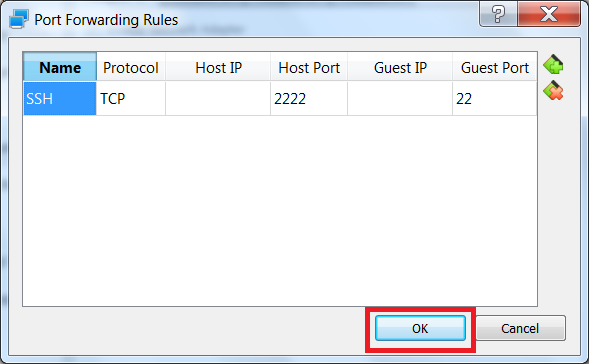 Port Forwarding Rules
Name Protocol Host IP Host Port Guest IP Guest Port
SSH TCP 2222 22
OK Cancel